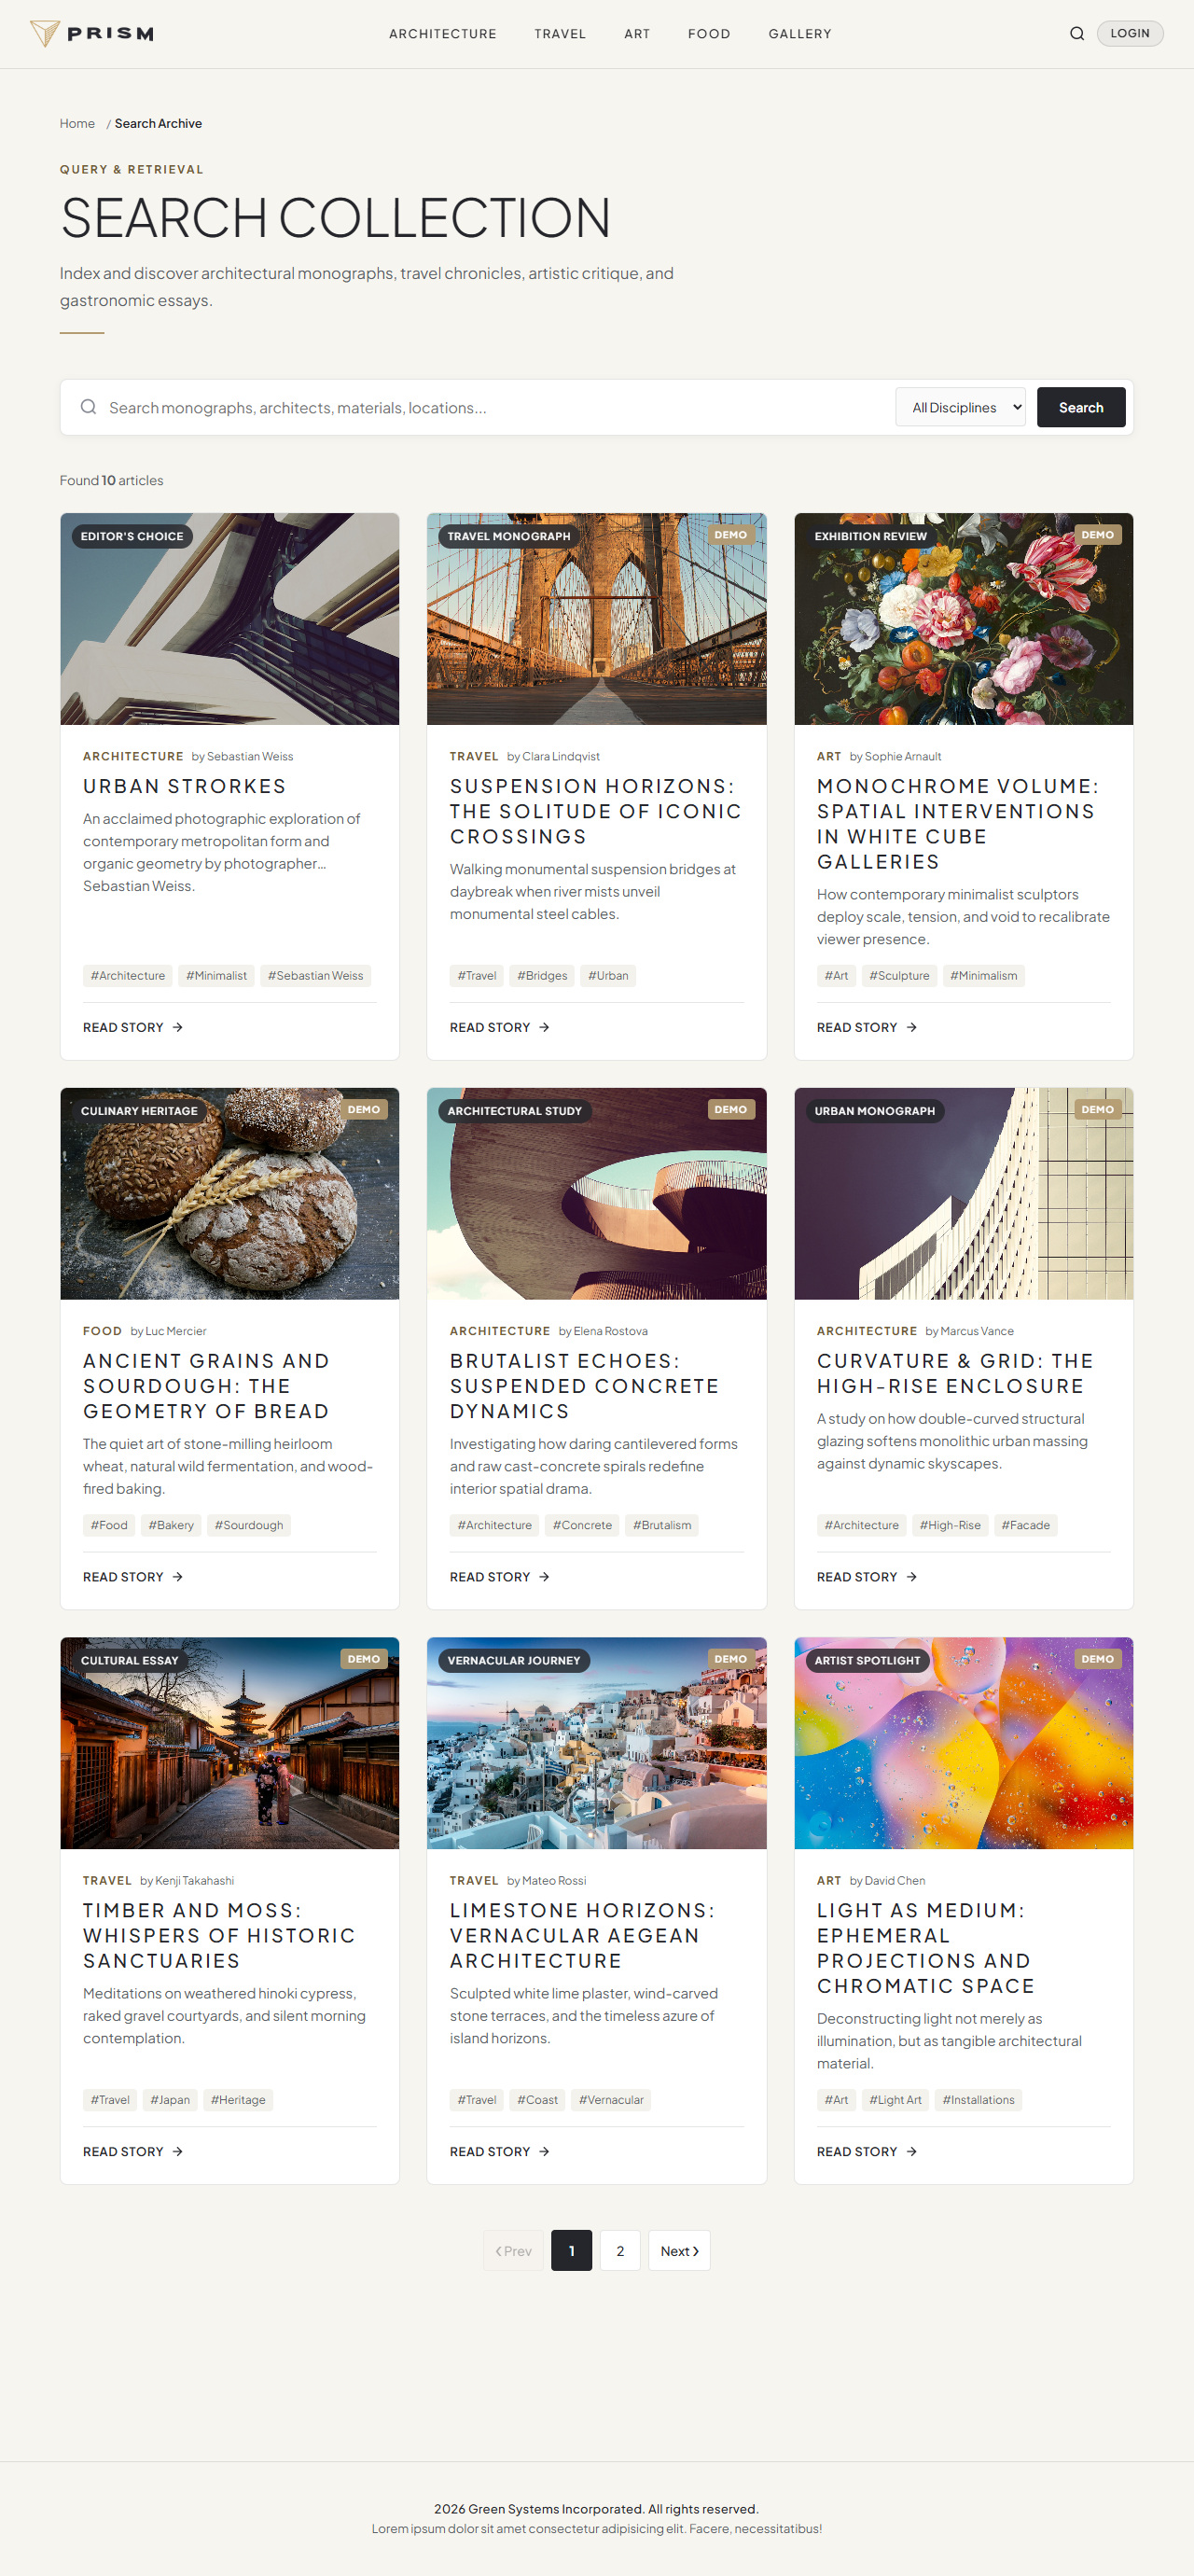 PRISM
ARCHITECTURE TRAVEL ART FOOD GALLERY
LOGIN
Home / Search Archive
QUERY & RETRIEVAL
SEARCH COLLECTION
Index and discover architectural monographs, travel chronicles, artistic critique, and
gastronomic essays.
Search monographs, architects, materials, locations...
All Disciplines
Search
Found 10 articles
EDITOR'S CHOICE
ARCHITECTURE by Sebastian Weiss
URBAN STRORKES
An acclaimed photographic exploration of
contemporary metropolitan form and
organic geometry by photographer...
Sebastian Weiss.
#Architecture #Minimalist #Sebastian Weiss
READ STORY →
TRAVEL MONOGRAPH
DEMO
TRAVEL by Clara Lindqvist
SUSPENSION HORIZONS:
THE SOLITUDE OF ICONIC
CROSSINGS
Walking monumental suspension bridges at
daybreak when river mists unveil
monumental steel cables.
#Travel #Bridges #Urban
READ STORY →
EXHIBITION REVIEW
DEMO
ART by Sophie Arnault
MONOCHROME VOLUME:
SPATIAL INTERVENTIONS
IN WHITE CUBE
GALLERIES
How contemporary minimalist sculptors
deploy scale, tension, and void to recalibrate
viewer presence.
#Art #Sculpture #Minimalism
READ STORY →
CULINARY HERITAGE
DEMO
FOOD by Luc Mercier
ANCIENT GRAINS AND
SOURDOUGH: THE
GEOMETRY OF BREAD
The quiet art of stone-milling heirloom
wheat, natural wild fermentation, and wood-
fired baking.
#Food #Bakery #Sourdough
READ STORY →
ARCHITECTURAL STUDY
DEMO
ARCHITECTURE by Elena Rostova
BRUTALIST ECHOES:
SUSPENDED CONCRETE
DYNAMICS
Investigating how daring cantilevered forms
and raw cast-concrete spirals redefine
interior spatial drama.
#Architecture #Concrete #Brutalism
READ STORY →
URBAN MONOGRAPH
DEMO
ARCHITECTURE by Marcus Vance
CURVATURE & GRID: THE
HIGH-RISE ENCLOSURE
A study on how double-curved structural
glazing softens monolithic urban massing
against dynamic skyscapes.
#Architecture #High-Rise #Facade
READ STORY →
CULTURAL ESSAY
DEMO
TRAVEL by Kenji Takahashi
TIMBER AND MOSS:
WHISPERS OF HISTORIC
SANCTUARIES
Meditations on weathered hinoki cypress,
raked gravel courtyards, and silent morning
contemplation.
#Travel #Japan #Heritage
READ STORY →
VERNACULAR JOURNEY
DEMO
TRAVEL by Mateo Rossi
LIMESTONE HORIZONS:
VERNACULAR AEGEAN
ARCHITECTURE
Sculpted white lime plaster, wind-carved
stone terraces, and the timeless azure of
island horizons.
#Travel #Coast #Vernacular
READ STORY →
ARTIST SPOTLIGHT
DEMO
ART by David Chen
LIGHT AS MEDIUM:
EPHEMERAL
PROJECTIONS AND
CHROMATIC SPACE
Deconstructing light not merely as
illumination, but as tangible architectural
material.
#Art #Light Art #Installations
READ STORY →
Prev 1 2 Next
2026 Green Systems Incorporated. All rights reserved.
Lorem ipsum dolor sit amet consectetur adipisicing elit. Facere, necessitatibus!